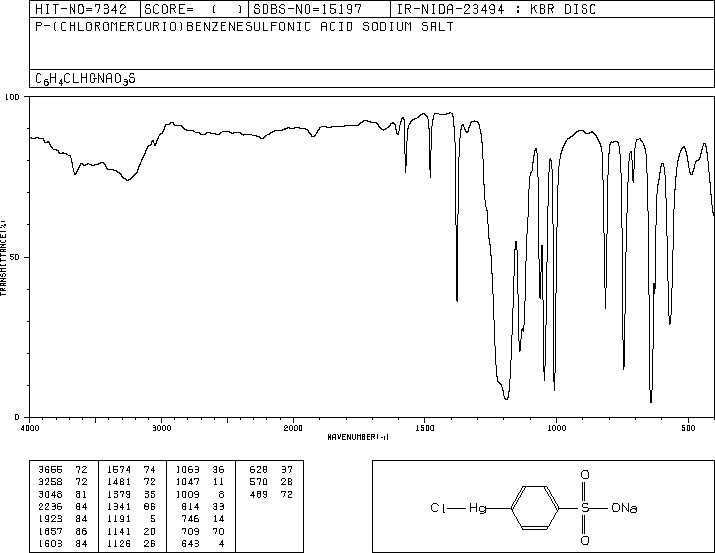 HIT-NO=7342 SCORE= ( ) SDBS-NO=15197 IR-NIDA-23494 : KBR DISC
P-(CHLOROMERCURIO)BENZENESULFONIC ACID SODIUM SALT
C6H4CLHGNAO3S
100
50
0
TRANSMITTANCE(%)
4000 3000 2000 1500 1000 500
WAVENUMBER(-1)
3666 72 1574 74 1063 36 628 37
3258 72 1481 72 1047 11 570 28
3048 81 1379 35 1009 8 489 72
2236 84 1341 86 814 33
1923 84 1191 5 746 14
1657 86 1141 20 709 70
1603 84 1126 26 643 4
O
Cl Hg S ONa
O